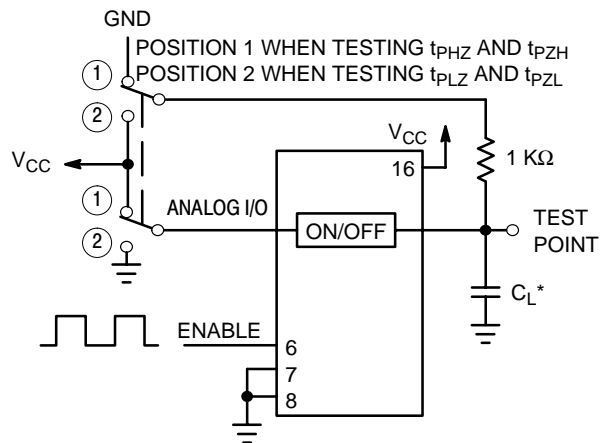 GND
POSITION 1 WHEN TESTING tPHZ AND tPZH
POSITION 2 WHEN TESTING tPLZ AND tPZL
1
2
VCC
1
2
ANALOG I/O
ON/OFF
VCC
16
1 KΩ
TEST
POINT
CL*
ENABLE
6
7
8